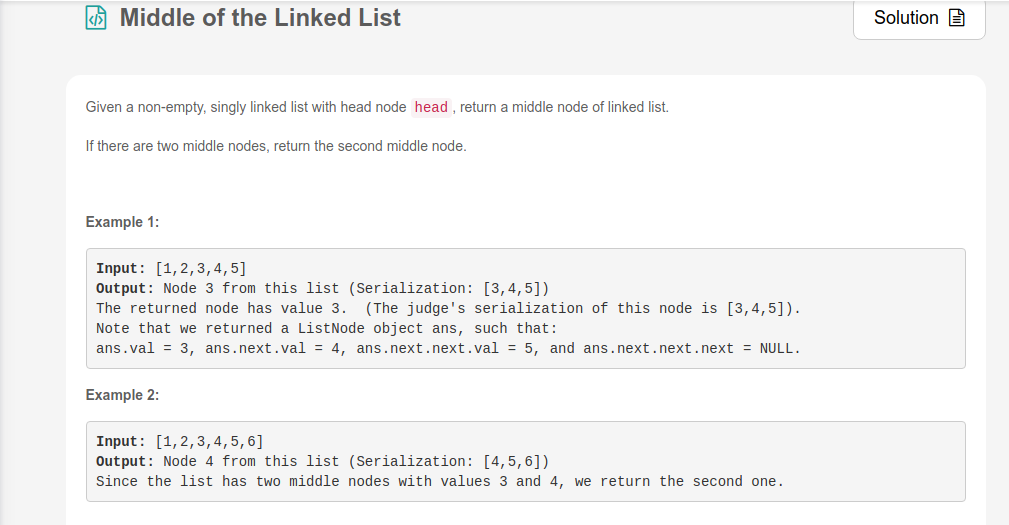 Middle of the Linked List
Solution
Given a non-empty, singly linked list with head node head, return a middle node of linked list.
If there are two middle nodes, return the second middle node.
Example 1:
Input: [1,2,3,4,5]
Output: Node 3 from this list (Serialization: [3,4,5])
The returned node has value 3.  (The judge's serialization of this node is [3,4,5]).
Note that we returned a ListNode object ans, such that:
ans.val = 3, ans.next.val = 4, ans.next.next.val = 5, and ans.next.next.next = NULL.
Example 2:
Input: [1,2,3,4,5,6]
Output: Node 4 from this list (Serialization: [4,5,6])
Since the list has two middle nodes with values 3 and 4, we return the second one.